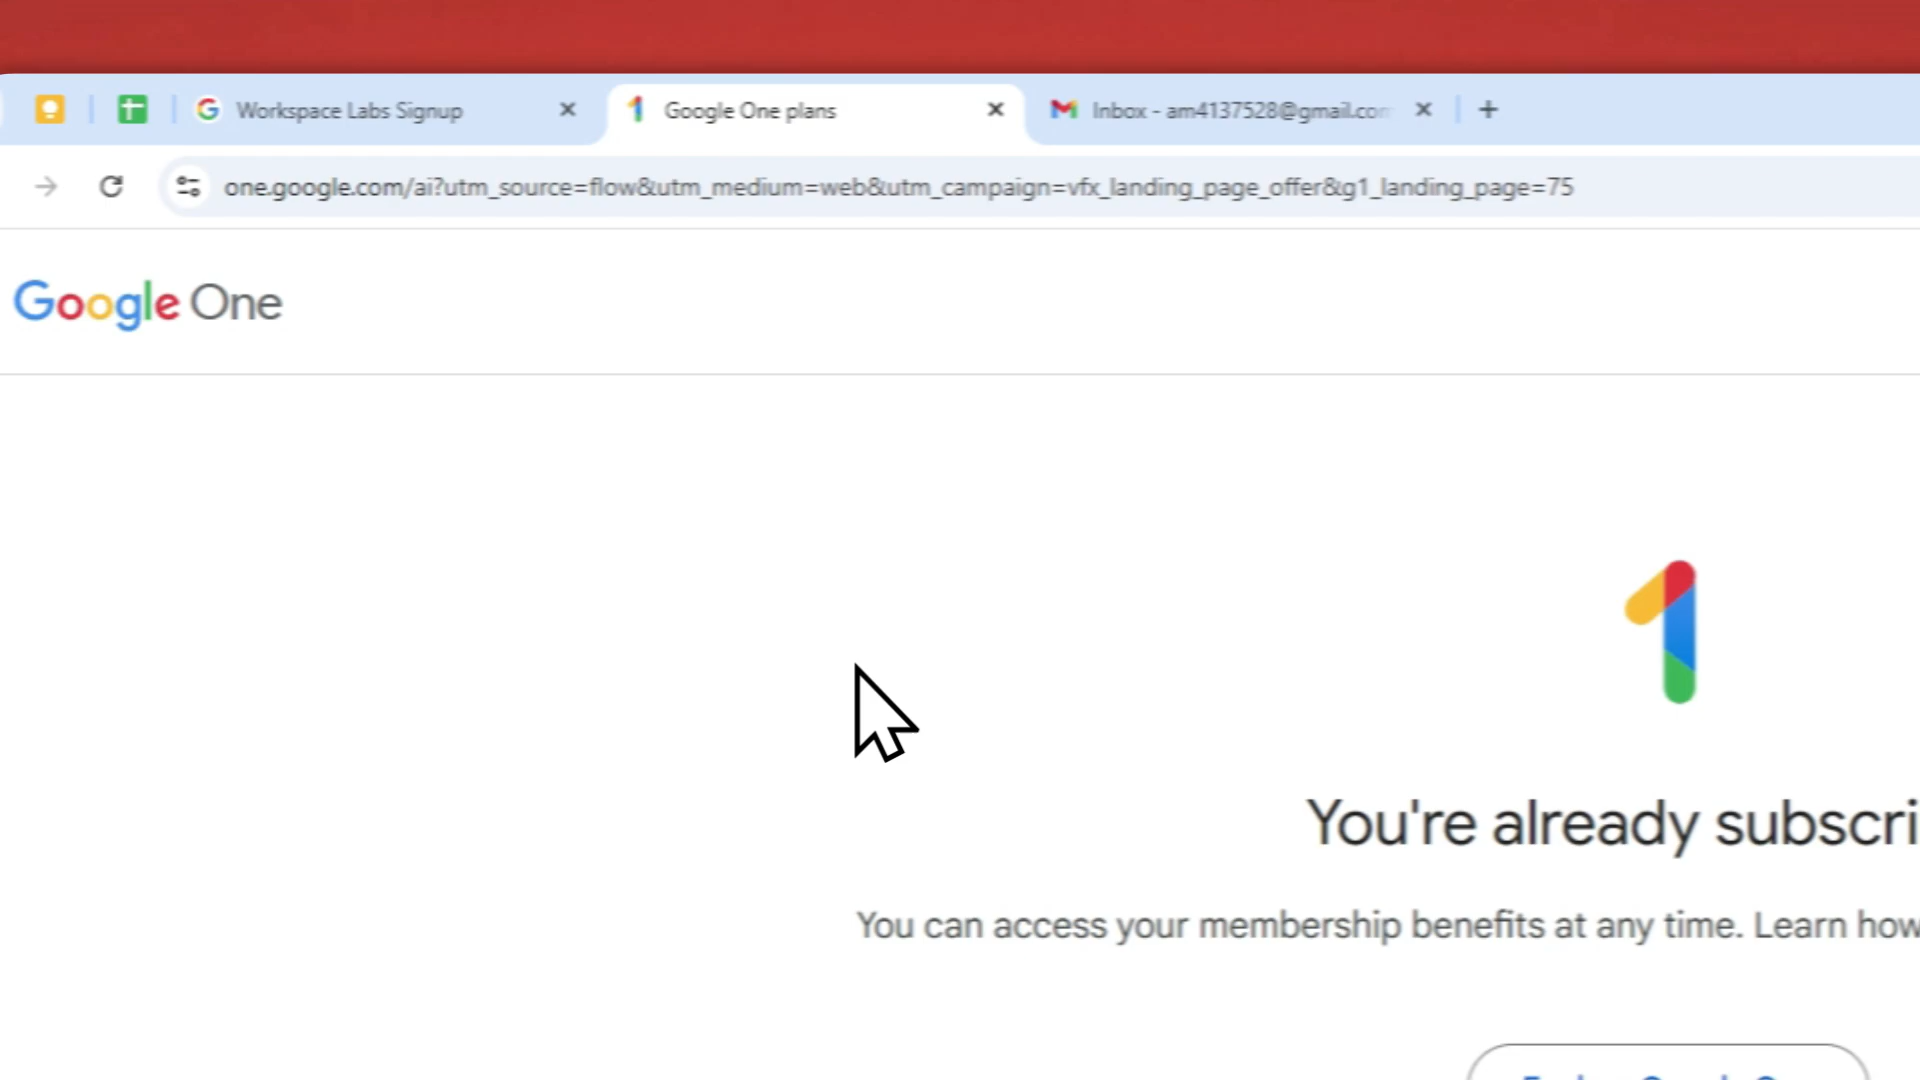 Workspace Labs Signup
Google One plans
Inbox - am4137528@gmail.com
one.google.com/ai?utm_source=flow&utm_medium=web&utm_campaign=vfx_landing_page_offer&g1_landing_page=75
Google One
You're already subscri
You can access your membership benefits at any time. Learn how